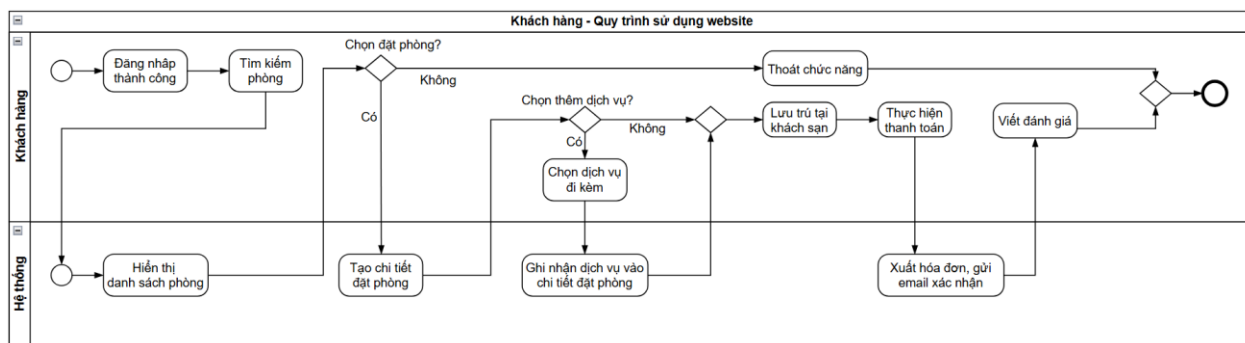 Khách hàng - Quy trình sử dụng website
Khách hàng
Đăng nhâp
thành công
Tìm kiếm
phòng
Chọn đặt phòng?
Không
Có
Thoát chức năng
Chọn thêm dịch vụ?
Không
Có
Chọn dịch vụ
đi kèm
Lưu trú tại
khách sạn
Thực hiện
thanh toán
Viết đánh giá
Hệ thống
Hiển thị
danh sách phòng
Tạo chi tiết
đặt phòng
Ghi nhận dịch vụ vào
chi tiết đặt phòng
Xuất hóa đơn, gửi
email xác nhận